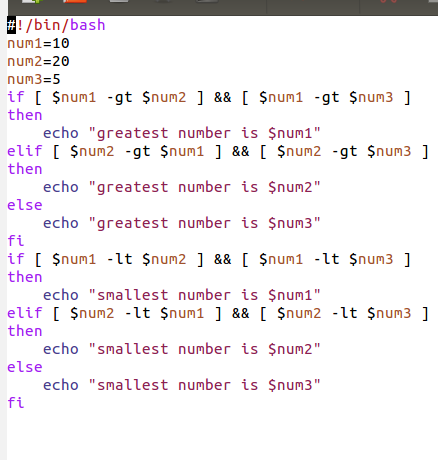 #!/bin/bash
num1=10
num2=20
num3=5
if [ $num1 -gt $num2 ] && [ $num1 -gt $num3 ]
then
    echo "greatest number is $num1"
elif [ $num2 -gt $num1 ] && [ $num2 -gt $num3 ]
then
    echo "greatest number is $num2"
else
    echo "greatest number is $num3"
fi
if [ $num1 -lt $num2 ] && [ $num1 -lt $num3 ]
then
    echo "smallest number is $num1"
elif [ $num2 -lt $num1 ] && [ $num2 -lt $num3 ]
then
    echo "smallest number is $num2"
else
    echo "smallest number is $num3"
fi